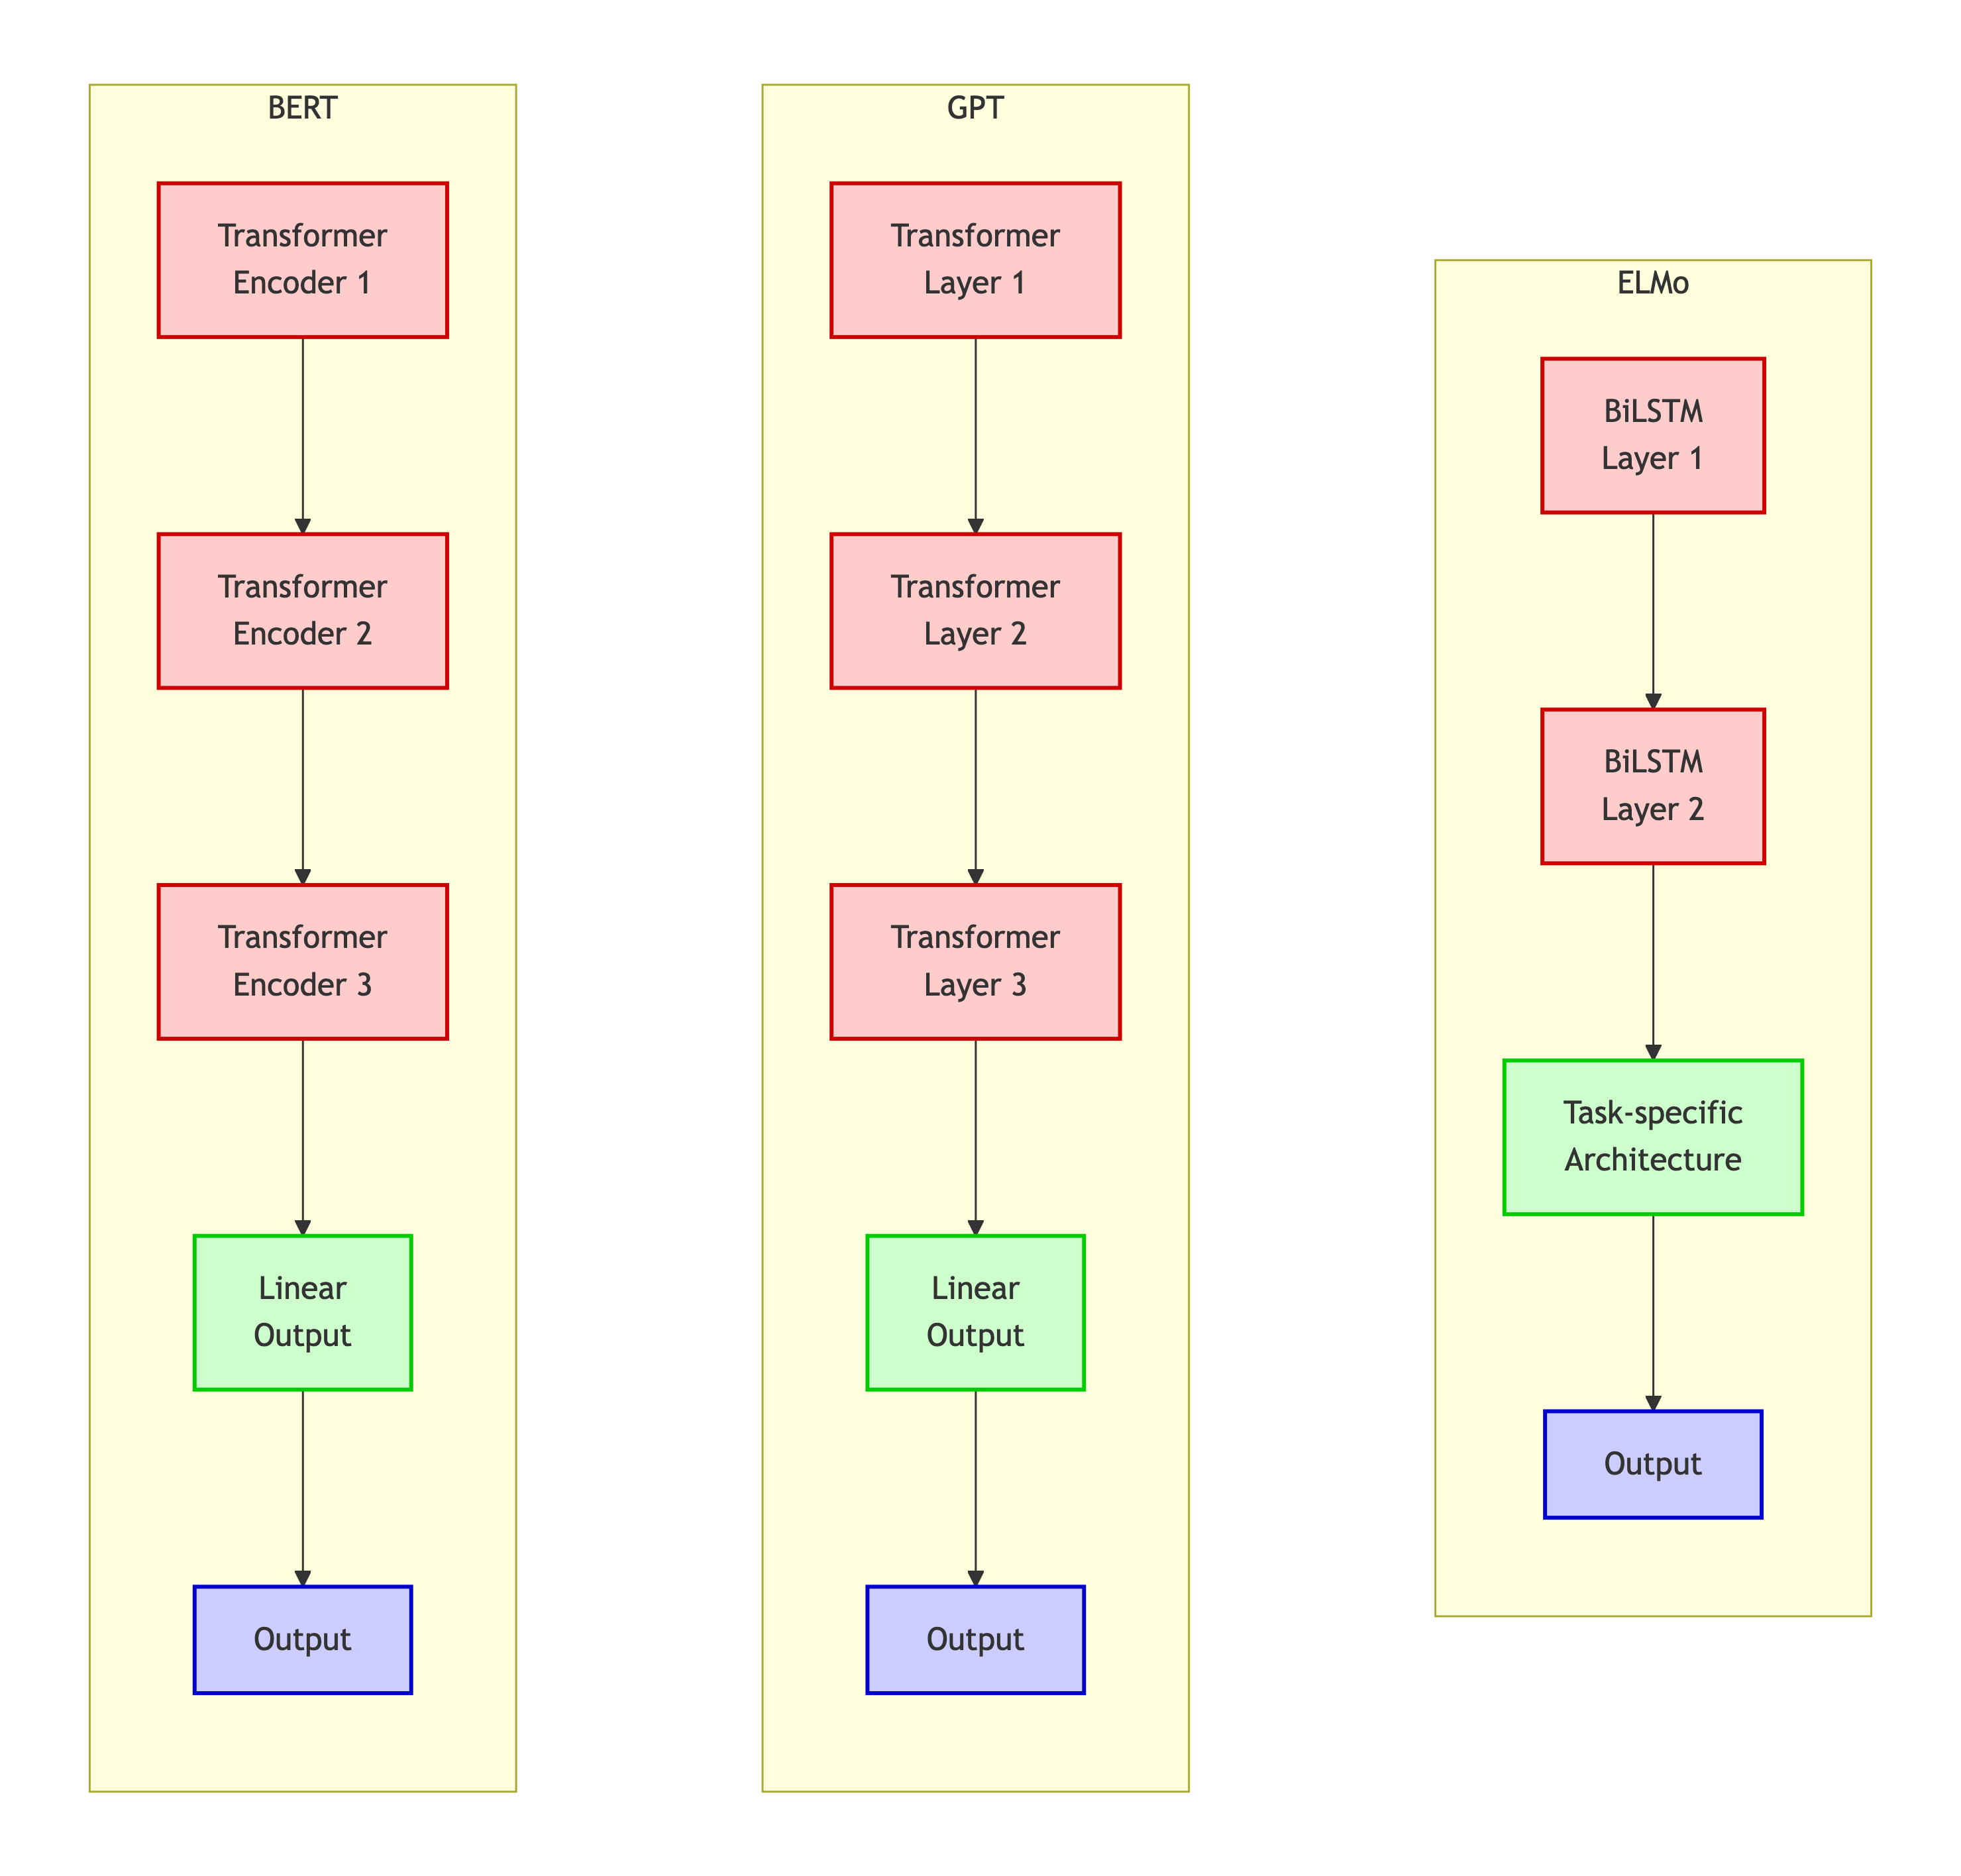 BERT
Transformer
Encoder 1
Transformer
Encoder 2
Transformer
Encoder 3
Linear
Output
Output
GPT
Transformer
Layer 1
Transformer
Layer 2
Transformer
Layer 3
Linear
Output
Output
ELMo
BiLSTM
Layer 1
BiLSTM
Layer 2
Task-specific
Architecture
Output